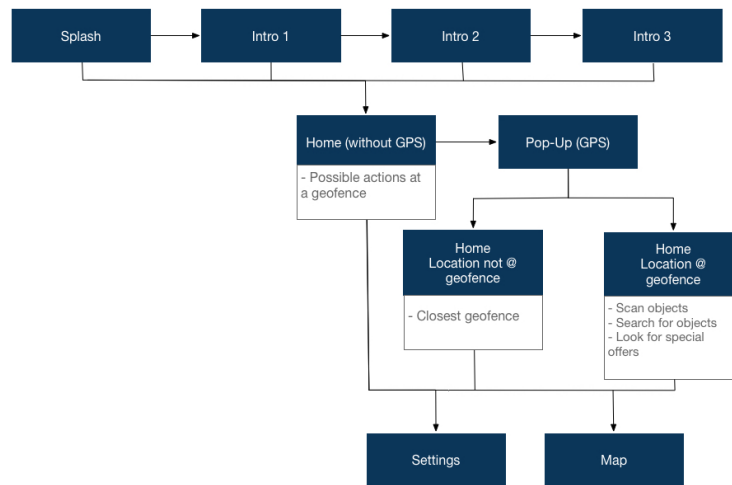 Splash
Intro 1
Intro 2
Intro 3
Home (without GPS)
- Possible actions at
a geofence
Pop-Up (GPS)
Home
Location not @
geofence
- Closest geofence
Home
Location @
geofence
- Scan objects
- Search for objects
- Look for special
offers
Settings
Map